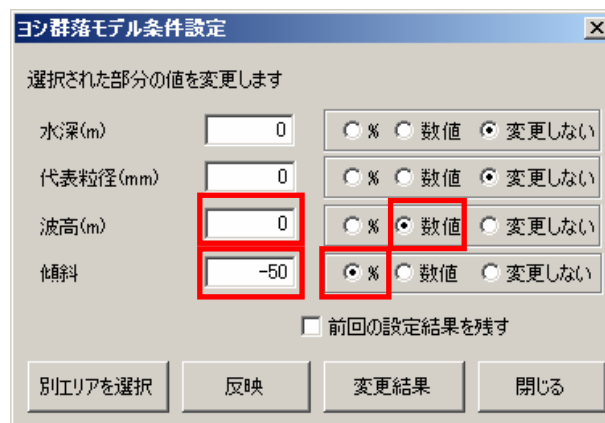 ヨシ群落モデル条件設定
選択された部分の値を変更します
水深(m) 0 % 数値 変更しない
代表粒径(mm) 0 % 数値 変更しない
波高(m) 0 % 数値 変更しない
傾斜 -50 % 数値 変更しない
前回の設定結果を残す
別エリアを選択 反映 変更結果 閉じる